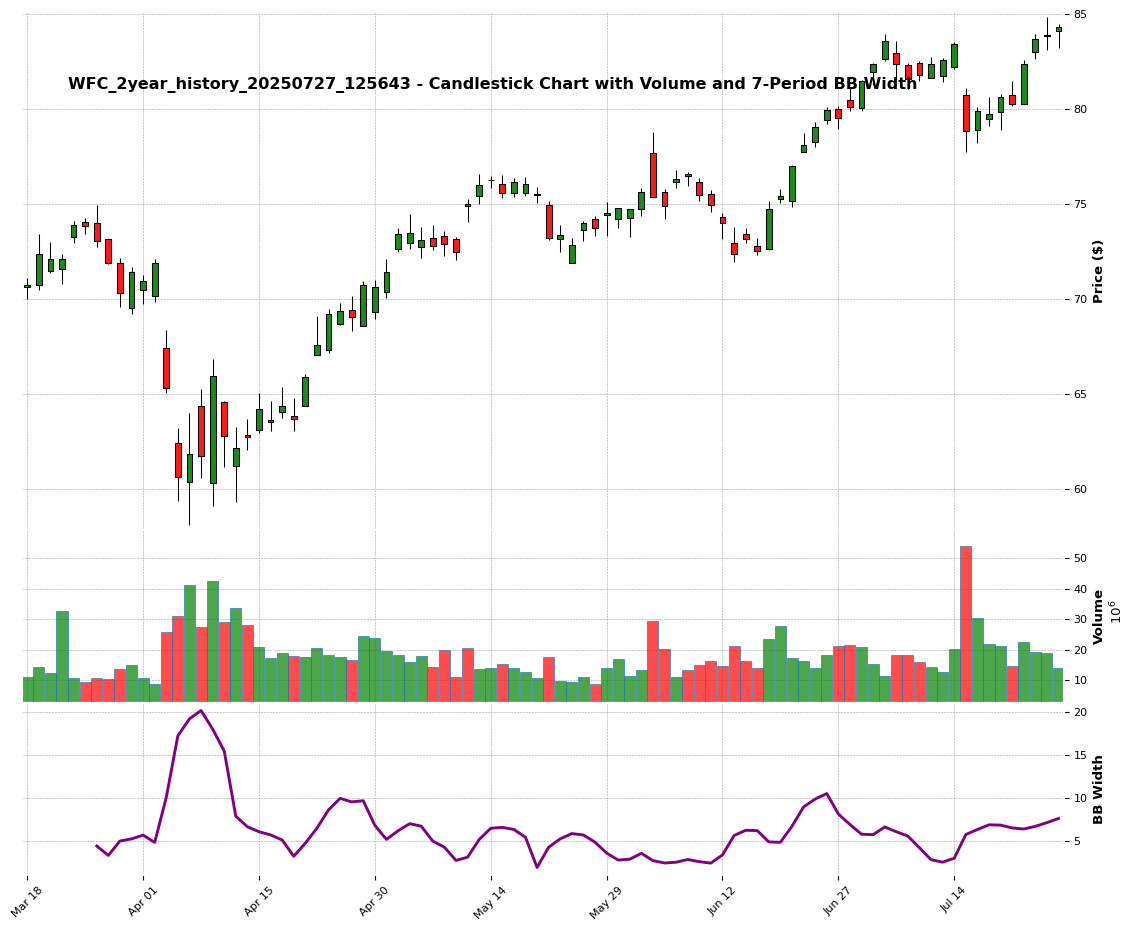 WFC_2year_history_20250727_125643 - Candlestick Chart with Volume and 7-Period BB Width
85
80
75
70
65
60
Price ($)
50
40
30
20
10
Volume
10^6
20
15
10
5
BB Width
Mar 18
Apr 01
Apr 15
Apr 30
May 14
May 29
Jun 12
Jun 27
Jul 14